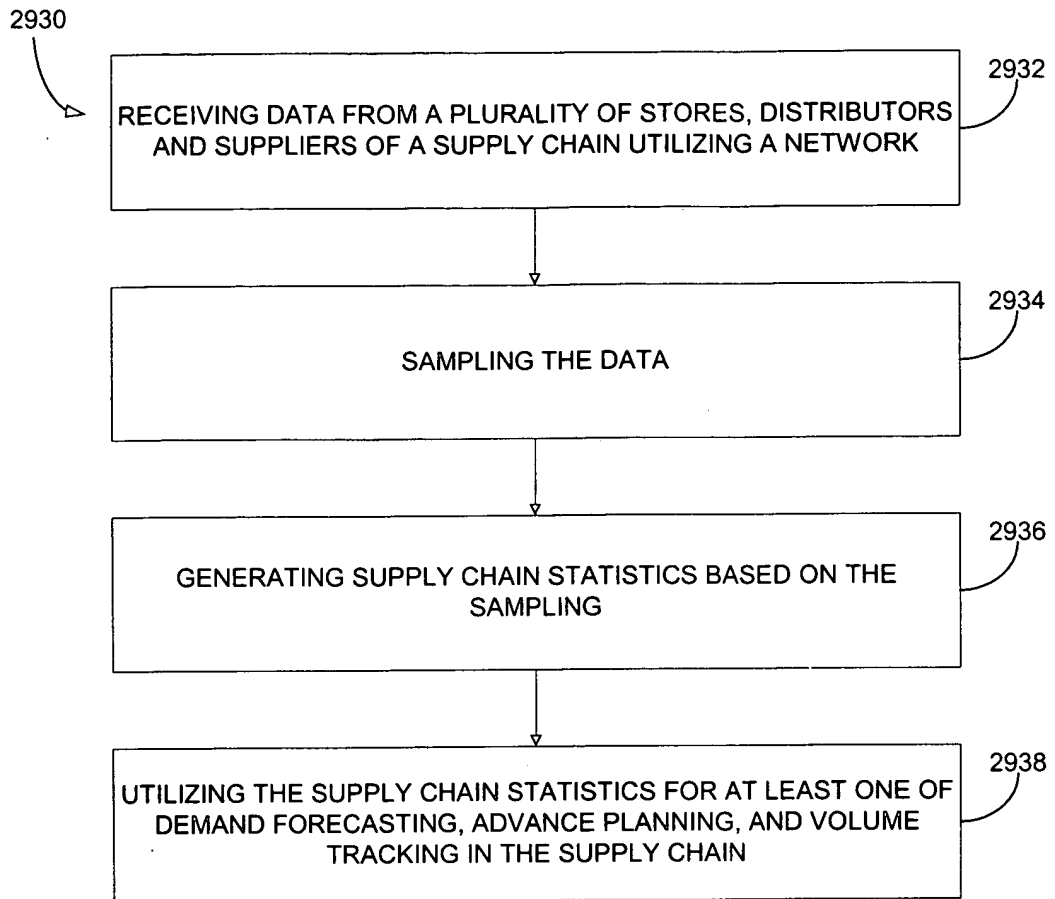 2930
2932
RECEIVING DATA FROM A PLURALITY OF STORES, DISTRIBUTORS
AND SUPPLIERS OF A SUPPLY CHAIN UTILIZING A NETWORK
2934
SAMPLING THE DATA
2936
GENERATING SUPPLY CHAIN STATISTICS BASED ON THE
SAMPLING
2938
UTILIZING THE SUPPLY CHAIN STATISTICS FOR AT LEAST ONE OF
DEMAND FORECASTING, ADVANCE PLANNING, AND VOLUME
TRACKING IN THE SUPPLY CHAIN